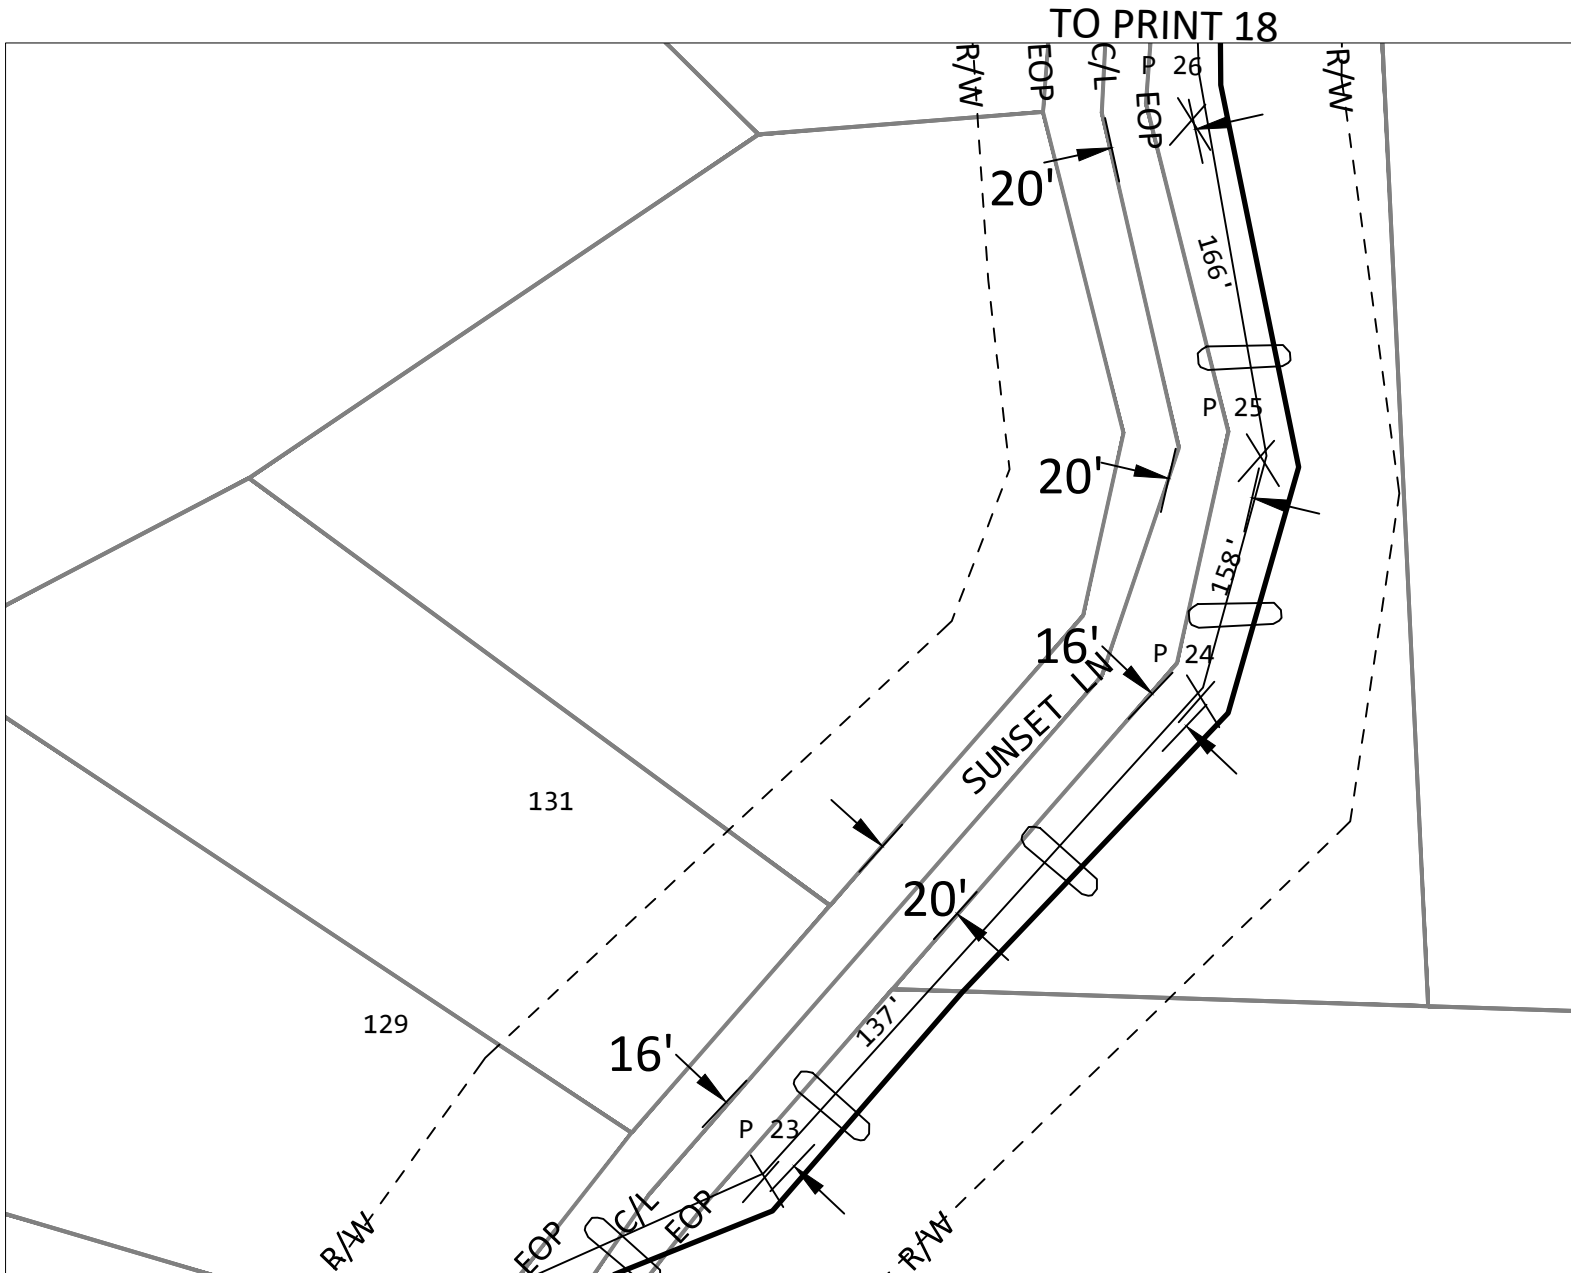 TO PRINT 18
R/W
EOP
C/L
P 26
EOP
R/W
20'
166'
P 25
20'
158'
16'
P 24
SUNSET LN
131
20'
137'
129
16'
P 23
R/W
EOP
C/L
EOP
R/W